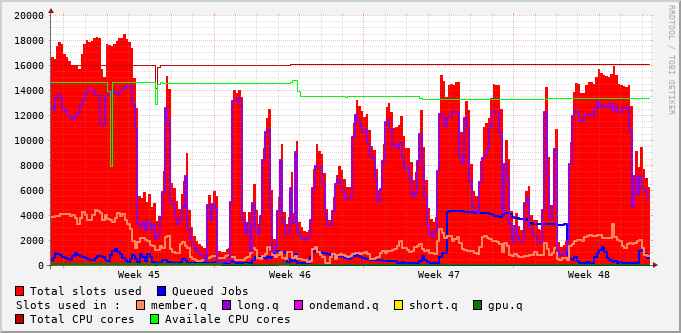 20000
18000
16000
14000
12000
10000
8000
6000
4000
2000
0
Week 45 Week 46 Week 47 Week 48
RRDTOOL / TOBI OETIKER
Total slots used Queued Jobs
Slots used in : member.q long.q ondemand.q short.q gpu.q
Total CPU cores Availale CPU cores